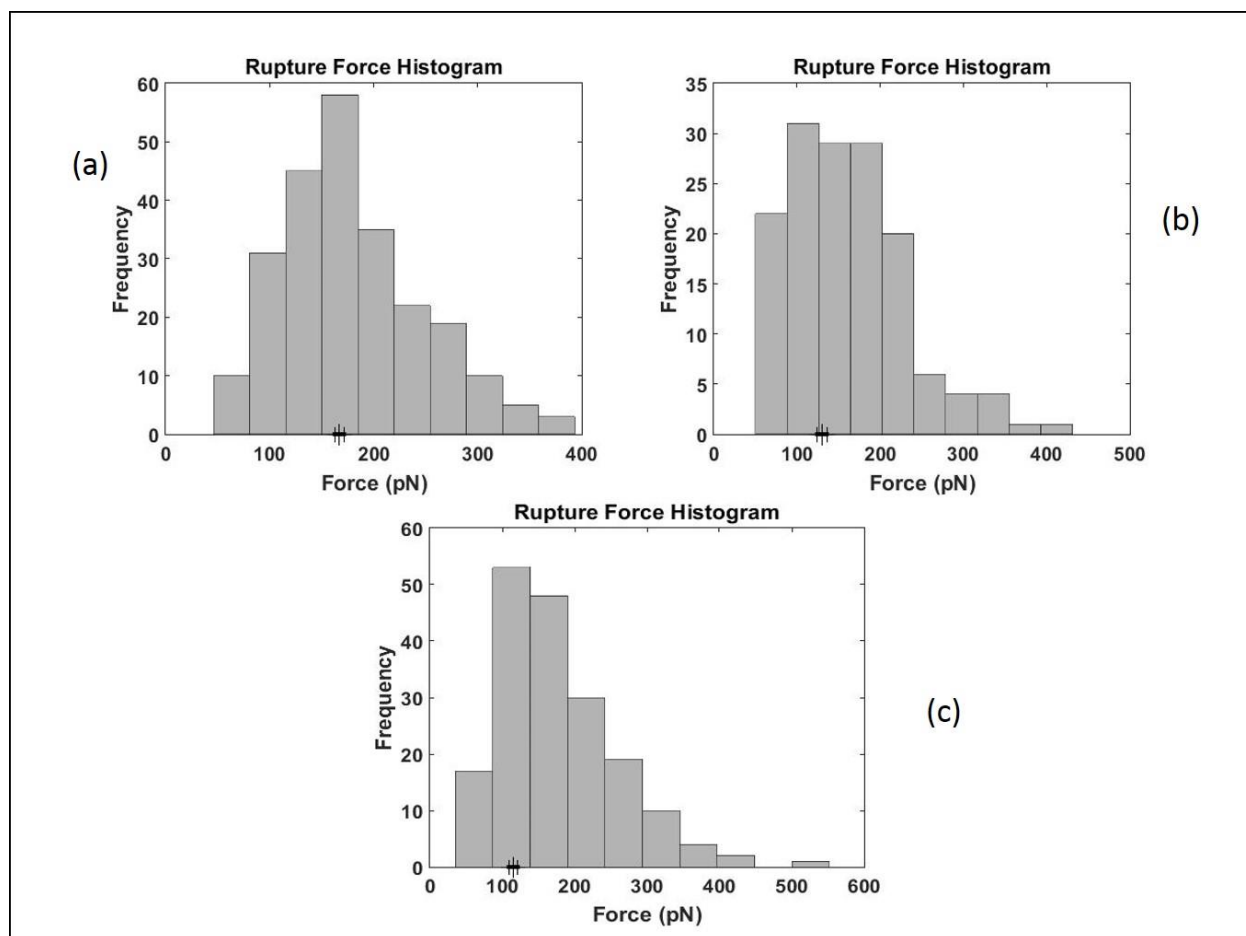 Rupture Force Histogram
(a)
Frequency
60
50
40
30
20
10
0
0 100 200 300 400
Force (pN)
Rupture Force Histogram
(b)
Frequency
35
30
25
20
15
10
5
0
0 100 200 300 400 500
Force (pN)
Rupture Force Histogram
(c)
Frequency
60
50
40
30
20
10
0
0 100 200 300 400 500 600
Force (pN)